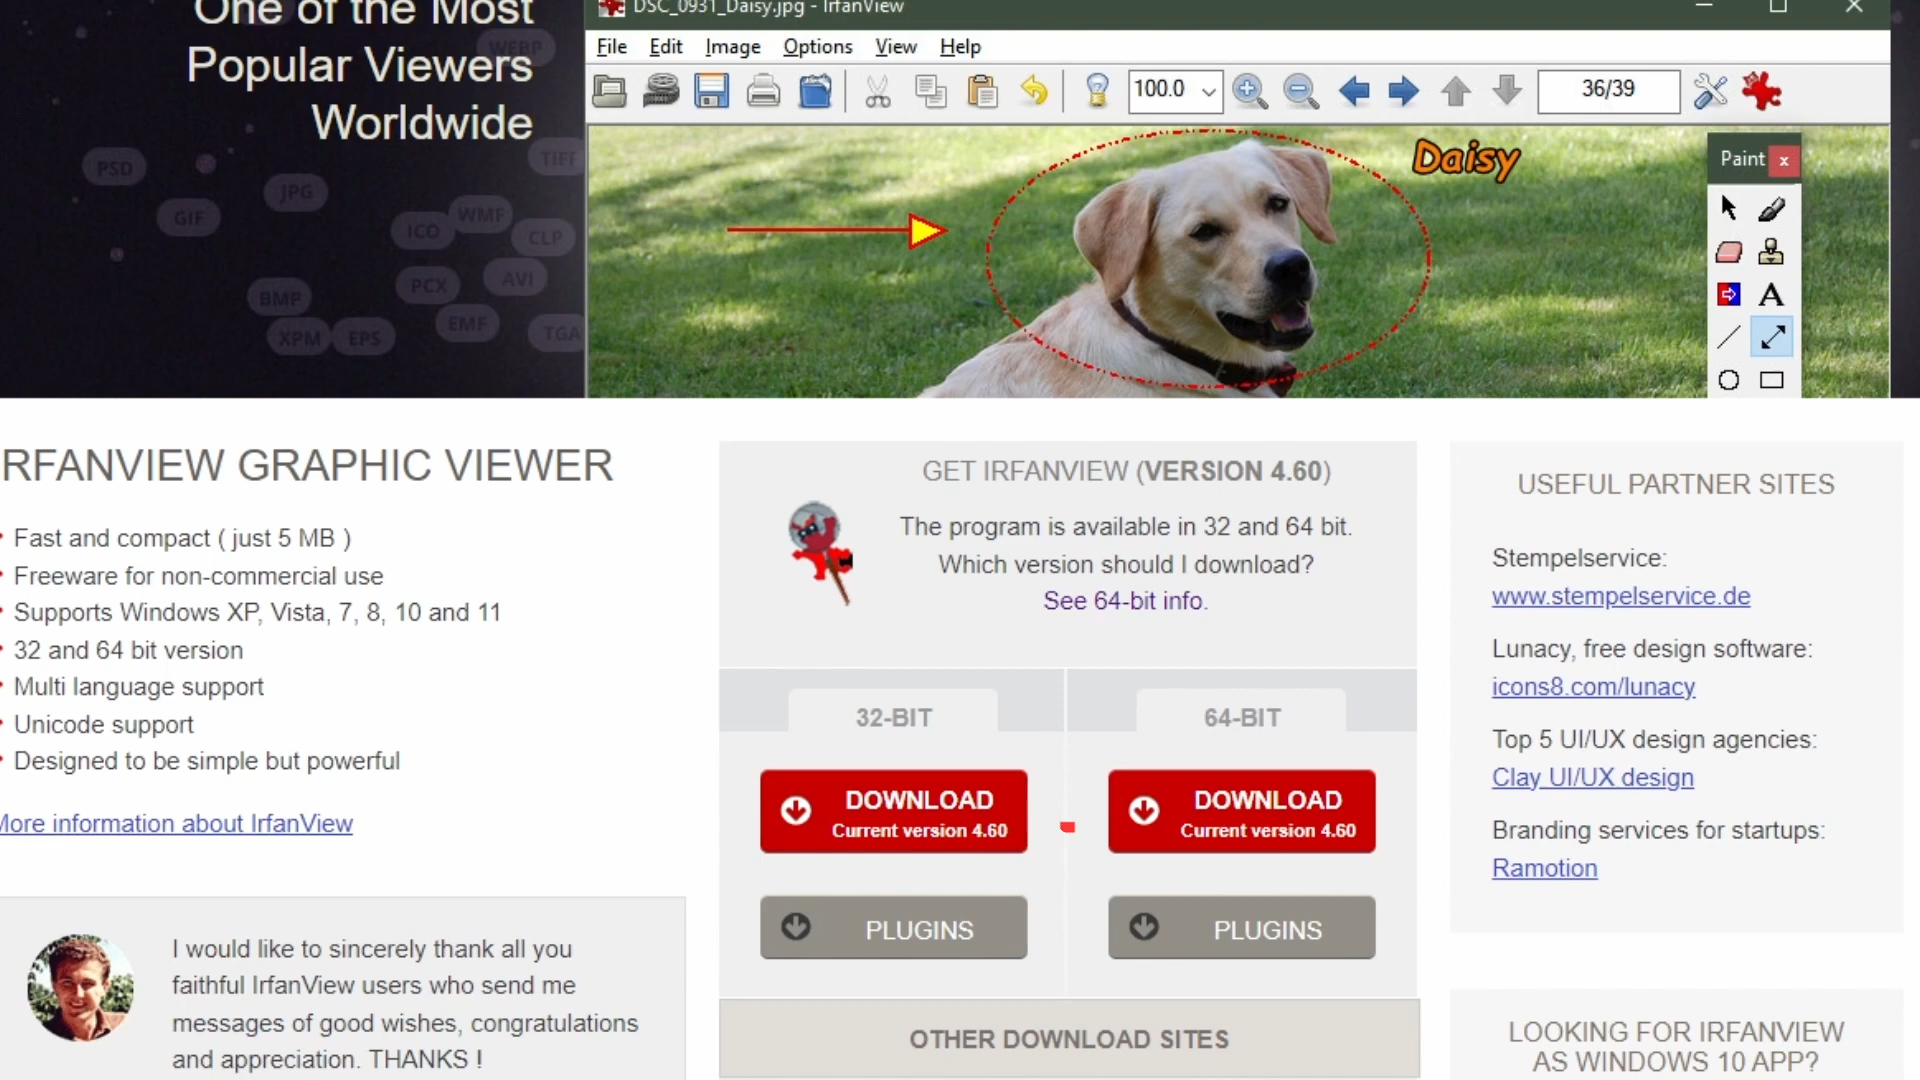 One of the Most
Popular Viewers
Worldwide
WEBP
PSD
TIFF
JPG
GIF
WMF
ICO
CLP
PCX
AVI
BMP
EMF
XPM
EPS
TGA
DSC_0931_Daisy.jpg - IrfanView
File Edit Image Options View Help
100.0
36/39
Daisy
Paint x
A
RFANVIEW GRAPHIC VIEWER
Fast and compact ( just 5 MB )
Freeware for non-commercial use
Supports Windows XP, Vista, 7, 8, 10 and 11
32 and 64 bit version
Multi language support
Unicode support
Designed to be simple but powerful
More information about IrfanView
I would like to sincerely thank all you
faithful IrfanView users who send me
messages of good wishes, congratulations
and appreciation. THANKS !
GET IRFANVIEW (VERSION 4.60)
The program is available in 32 and 64 bit.
Which version should I download?
See 64-bit info.
32-BIT
64-BIT
DOWNLOAD
Current version 4.60
DOWNLOAD
Current version 4.60
PLUGINS
PLUGINS
OTHER DOWNLOAD SITES
USEFUL PARTNER SITES
Stempelservice:
www.stempelservice.de
Lunacy, free design software:
icons8.com/lunacy
Top 5 UI/UX design agencies:
Clay UI/UX design
Branding services for startups:
Ramotion
LOOKING FOR IRFANVIEW
AS WINDOWS 10 APP?